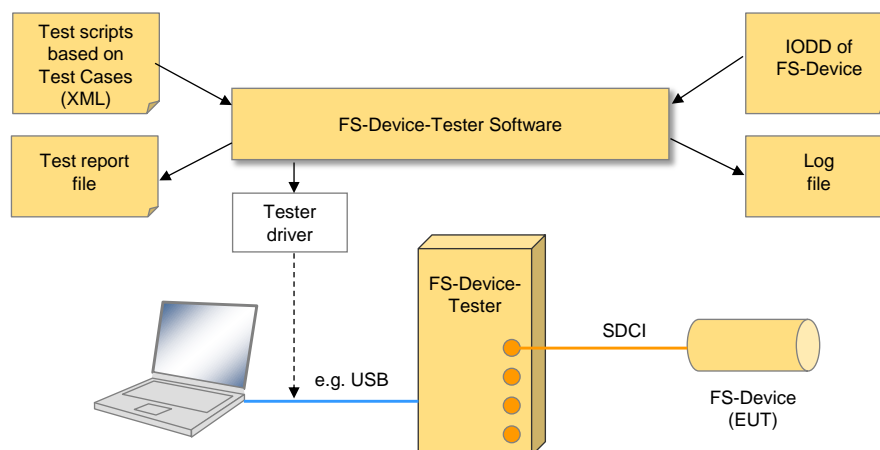 Test scripts
based on
Test Cases
(XML)
IODD of
FS-Device
FS-Device-Tester Software
Test report
file
Log
file
Tester
driver
FS-Device-
Tester
SDCI
e.g. USB
FS-Device
(EUT)